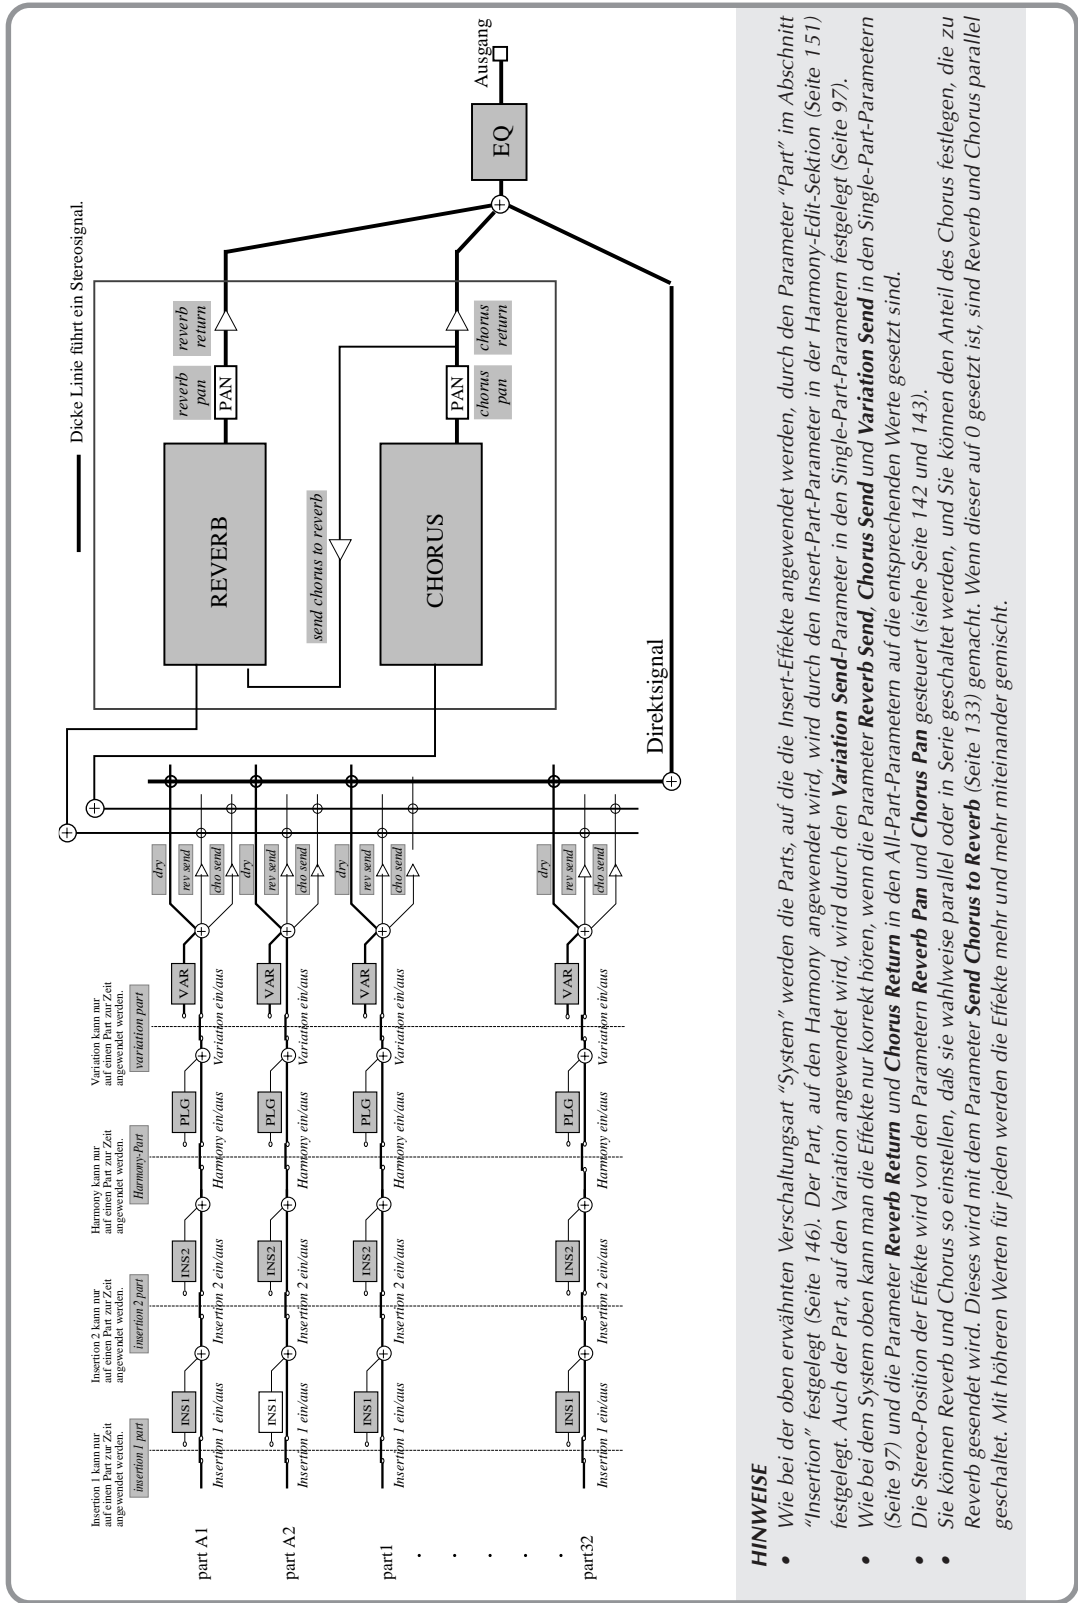 Dicke Linie führt ein Stereosignal.
Insertion 1 kann nur
auf einen Part zur Zeit
angewendet werden.
insertion 1 part
Insertion 2 kann nur
auf einen Part zur Zeit
angewendet werden.
insertion 2 part
Harmony kann nur
auf einen Part zur Zeit
angewendet werden.
Harmony-Part
Variation kann nur
auf einen Part zur Zeit
angewendet werden.
variation part
part A1
INS1
Insertion 1 ein/aus
INS2
Insertion 2 ein/aus
PLG
Harmony ein/aus
VAR
Variation ein/aus
dry
rev send
cho send
part A2
INS1
Insertion 1 ein/aus
INS2
Insertion 2 ein/aus
PLG
Harmony ein/aus
VAR
Variation ein/aus
dry
rev send
cho send
part1
INS1
Insertion 1 ein/aus
INS2
Insertion 2 ein/aus
PLG
Harmony ein/aus
VAR
Variation ein/aus
dry
rev send
cho send
part32
INS1
Insertion 1 ein/aus
INS2
Insertion 2 ein/aus
PLG
Harmony ein/aus
VAR
Variation ein/aus
dry
rev send
cho send
REVERB
PAN
reverb
pan
reverb
return
send chorus to reverb
CHORUS
PAN
chorus
pan
chorus
return
Direktsignal
EQ
Ausgang
HINWEISE
• Wie bei der oben erwähnten Verschaltungsart “System” werden die Parts, auf die die Insert-Effekte angewendet werden, durch den Parameter “Part” im Abschnitt
“Insertion” festgelegt (Seite 146). Der Part, auf den Harmony angewendet wird, wird durch den Insert-Part-Parameter in der Harmony-Edit-Sektion (Seite 151)
festgelegt. Auch der Part, auf den Variation angewendet wird, wird durch den Variation Send-Parameter in den Single-Part-Parametern festgelegt (Seite 97).
• Wie bei dem System oben kann man die Effekte nur korrekt hören, wenn die Parameter Reverb Send, Chorus Send und Variation Send in den Single-Part-Parametern
(Seite 97) und die Parameter Reverb Return und Chorus Return in den All-Part-Parametern auf die entsprechenden Werte gesetzt sind.
• Die Stereo-Position der Effekte wird von den Parametern Reverb Pan und Chorus Pan gesteuert (siehe Seite 142 und 143).
• Sie können Reverb und Chorus so einstellen, daß sie wahlweise parallel oder in Serie geschaltet werden, und Sie können den Anteil des Chorus festlegen, die zu
Reverb gesendet wird. Dieses wird mit dem Parameter Send Chorus to Reverb (Seite 133) gemacht. Wenn dieser auf 0 gesetzt ist, sind Reverb und Chorus parallel
geschaltet. Mit höheren Werten für jeden werden die Effekte mehr und mehr miteinander gemischt.